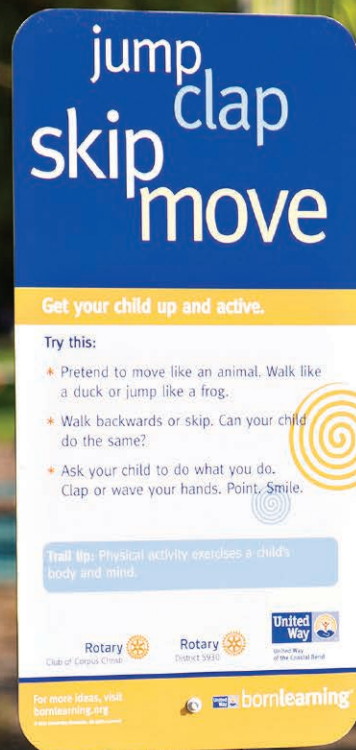 jump
clap
skip
move
Get your child up and active.
Try this:
* Pretend to move like an animal. Walk like
a duck or jump like a frog.
* Walk backwards or skip. Can your child
do the same?
* Ask your child to do what you do.
Clap or wave your hands. Point. Smile.
Trail Up: Physical activity exercises a child's
body and mind.
Rotary
Club of Corpus Christi
Rotary
District 5930
United
Way
United Way
of the Coastal Bend
For more ideas, visit
bornlearning.org
bornlearning